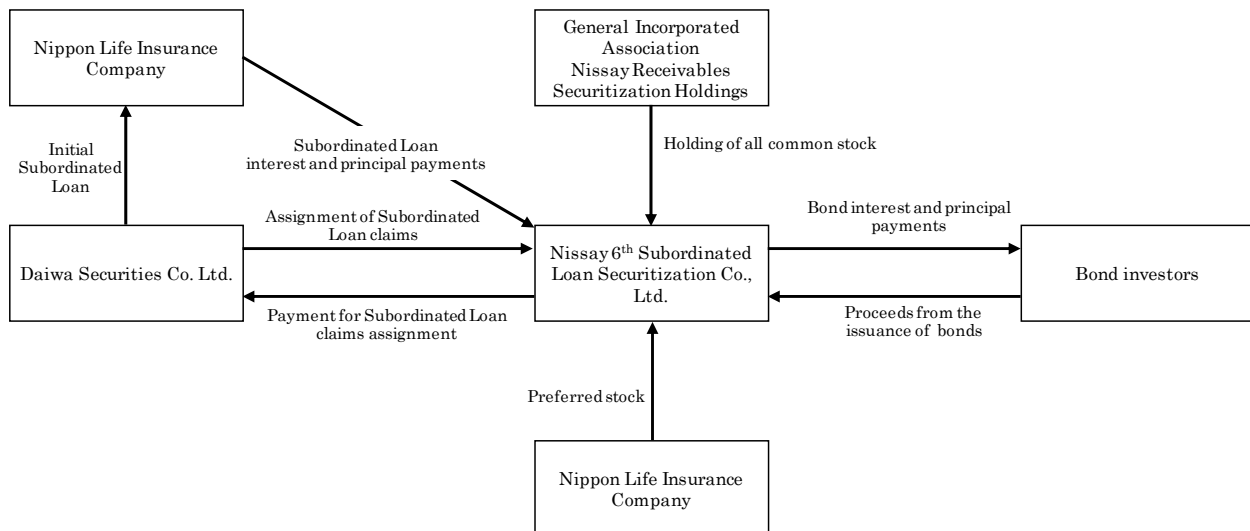 Nippon Life Insurance
Company
General Incorporated
Association
Nissay Receivables
Securitization Holdings
Initial
Subordinated
Loan
Subordinated Loan
interest and principal payments
Holding of all common stock
Assignment of Subordinated
Loan claims
Bond interest and principal
payments
Daiwa Securities Co. Ltd.
Nissay 6th Subordinated
Loan Securitization Co.,
Ltd.
Bond investors
Payment for Subordinated Loan
claims assignment
Proceeds from the
issuance of bonds
Preferred stock
Nippon Life Insurance
Company